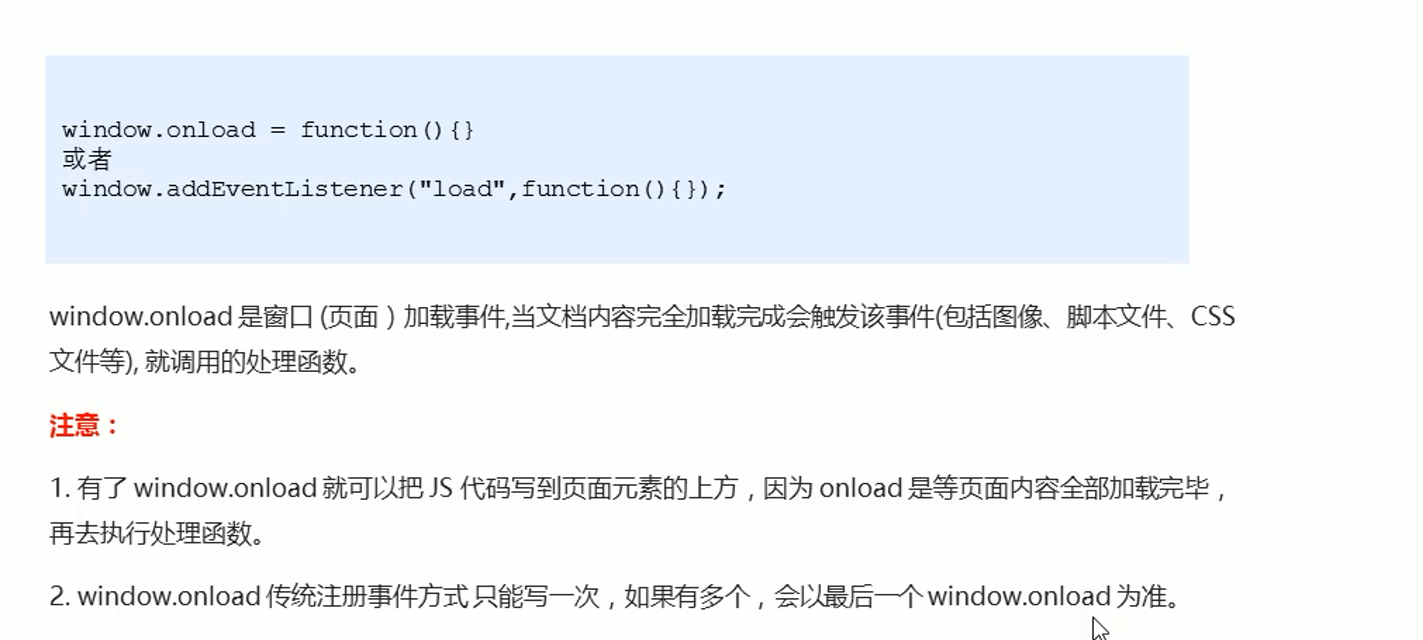 window.onload = function(){}
或者
window.addEventListener("load",function(){});
window.onload 是窗口 (页面）加载事件,当文档内容完全加载完成会触发该事件(包括图像、脚本文件、CSS
文件等), 就调用的处理函数。
注意：
1. 有了 window.onload 就可以把 JS 代码写到页面元素的上方，因为 onload 是等页面内容全部加载完毕，
再去执行处理函数。
2. window.onload 传统注册事件方式 只能写一次，如果有多个，会以最后一个 window.onload 为准。